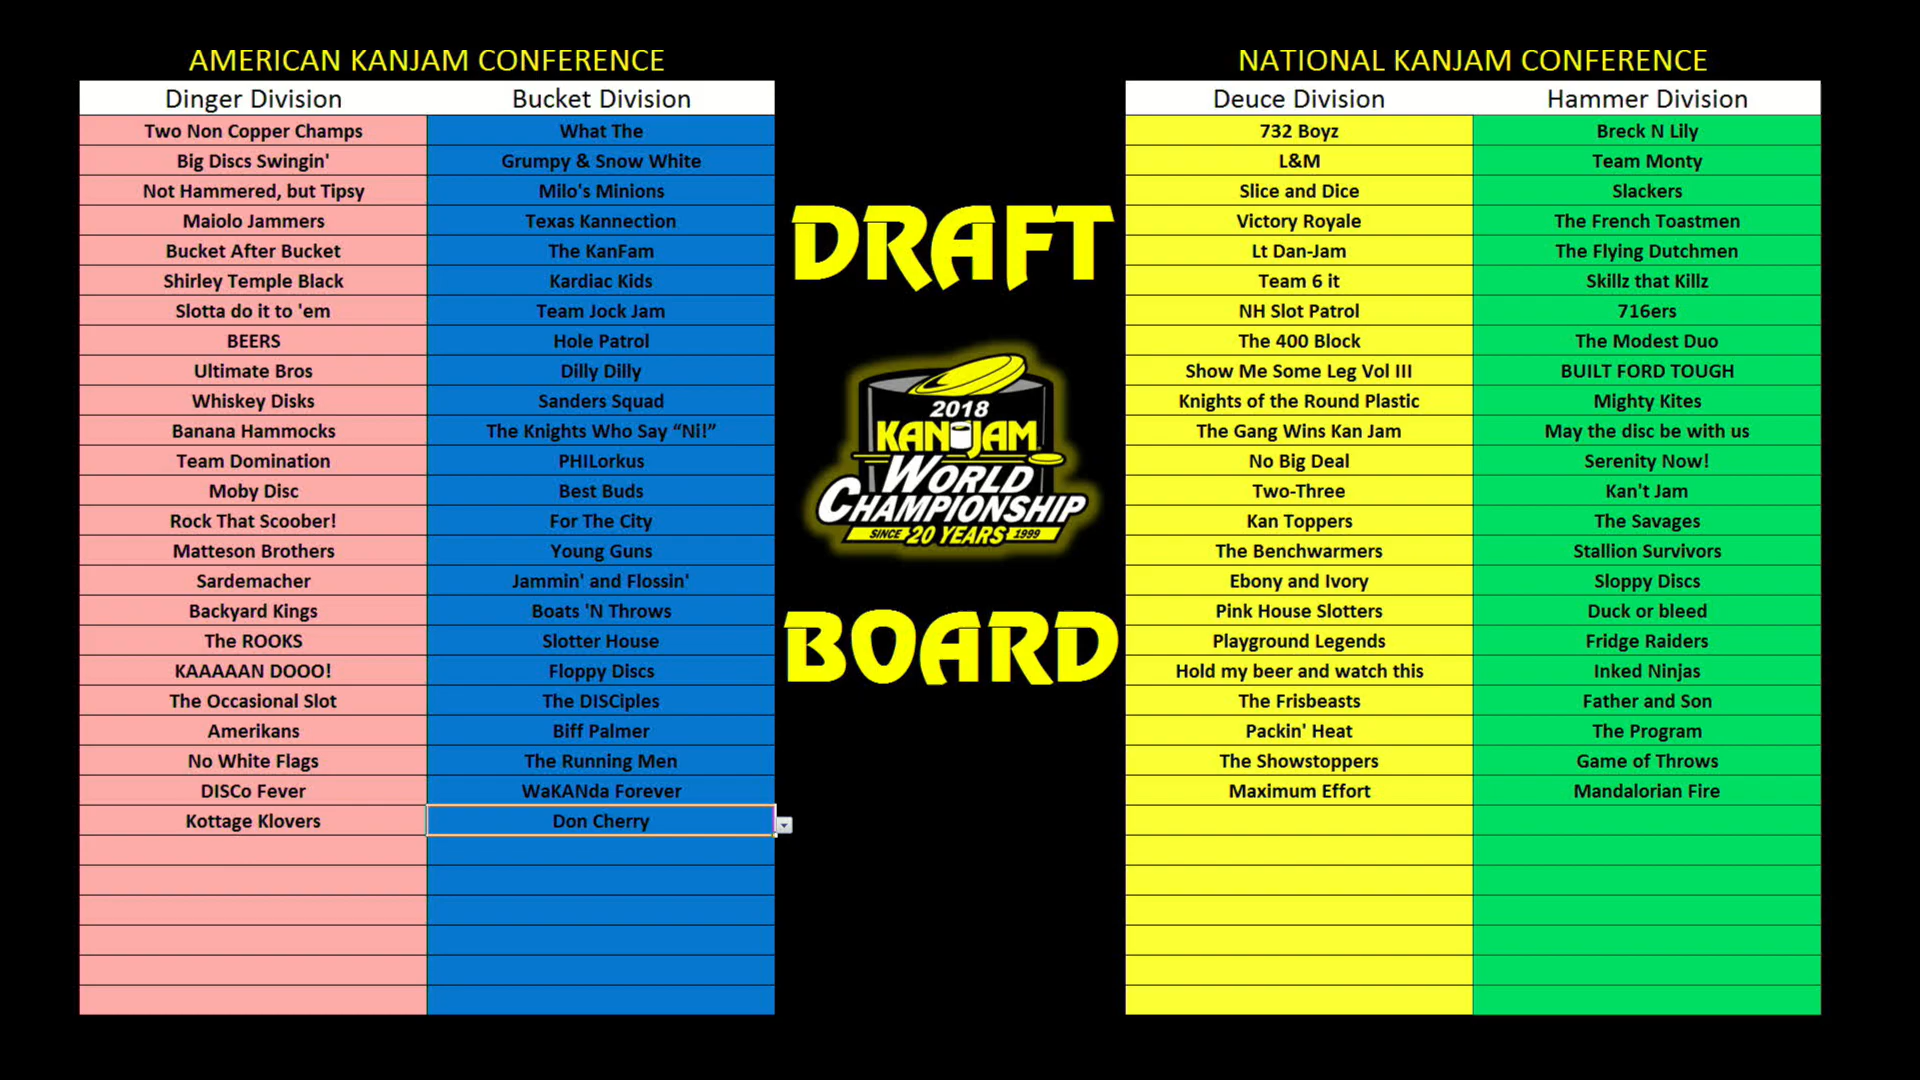 AMERICAN KANJAM CONFERENCE
Dinger Division
Two Non Copper Champs
Big Discs Swingin'
Not Hammered, but Tipsy
Maiolo Jammers
Bucket After Bucket
Shirley Temple Black
Slotta do it to 'em
BEERS
Ultimate Bros
Whiskey Disks
Banana Hammocks
Team Domination
Moby Disc
Rock That Scoober!
Matteson Brothers
Sardemacher
Backyard Kings
The ROOKS
KAAAAAN DOOO!
The Occasional Slot
Amerikans
No White Flags
DISCo Fever
Kottage Klovers
Bucket Division
What The
Grumpy & Snow White
Milo's Minions
Texas Kannection
The KanFam
Kardiac Kids
Team Jock Jam
Hole Patrol
Dilly Dilly
Sanders Squad
The Knights Who Say “Ni!”
PHILorkus
Best Buds
For The City
Young Guns
Jammin' and Flossin'
Boats 'N Throws
Slotter House
Floppy Discs
The DISCiples
Biff Palmer
The Running Men
WaKANda Forever
Don Cherry
DRAFT
2018
KANJAM
WORLD
CHAMPIONSHIP
SINCE 20 YEARS 1999
BOARD
NATIONAL KANJAM CONFERENCE
Deuce Division
732 Boyz
L&M
Slice and Dice
Victory Royale
Lt Dan-Jam
Team 6 it
NH Slot Patrol
The 400 Block
Show Me Some Leg Vol III
Knights of the Round Plastic
The Gang Wins Kan Jam
No Big Deal
Two-Three
Kan Toppers
The Benchwarmers
Ebony and Ivory
Pink House Slotters
Playground Legends
Hold my beer and watch this
The Frisbeasts
Packin' Heat
The Showstoppers
Maximum Effort
Hammer Division
Breck N Lily
Team Monty
Slackers
The French Toastmen
The Flying Dutchmen
Skillz that Killz
716ers
The Modest Duo
BUILT FORD TOUGH
Mighty Kites
May the disc be with us
Serenity Now!
Kan't Jam
The Savages
Stallion Survivors
Sloppy Discs
Duck or bleed
Fridge Raiders
Inked Ninjas
Father and Son
The Program
Game of Throws
Mandalorian Fire